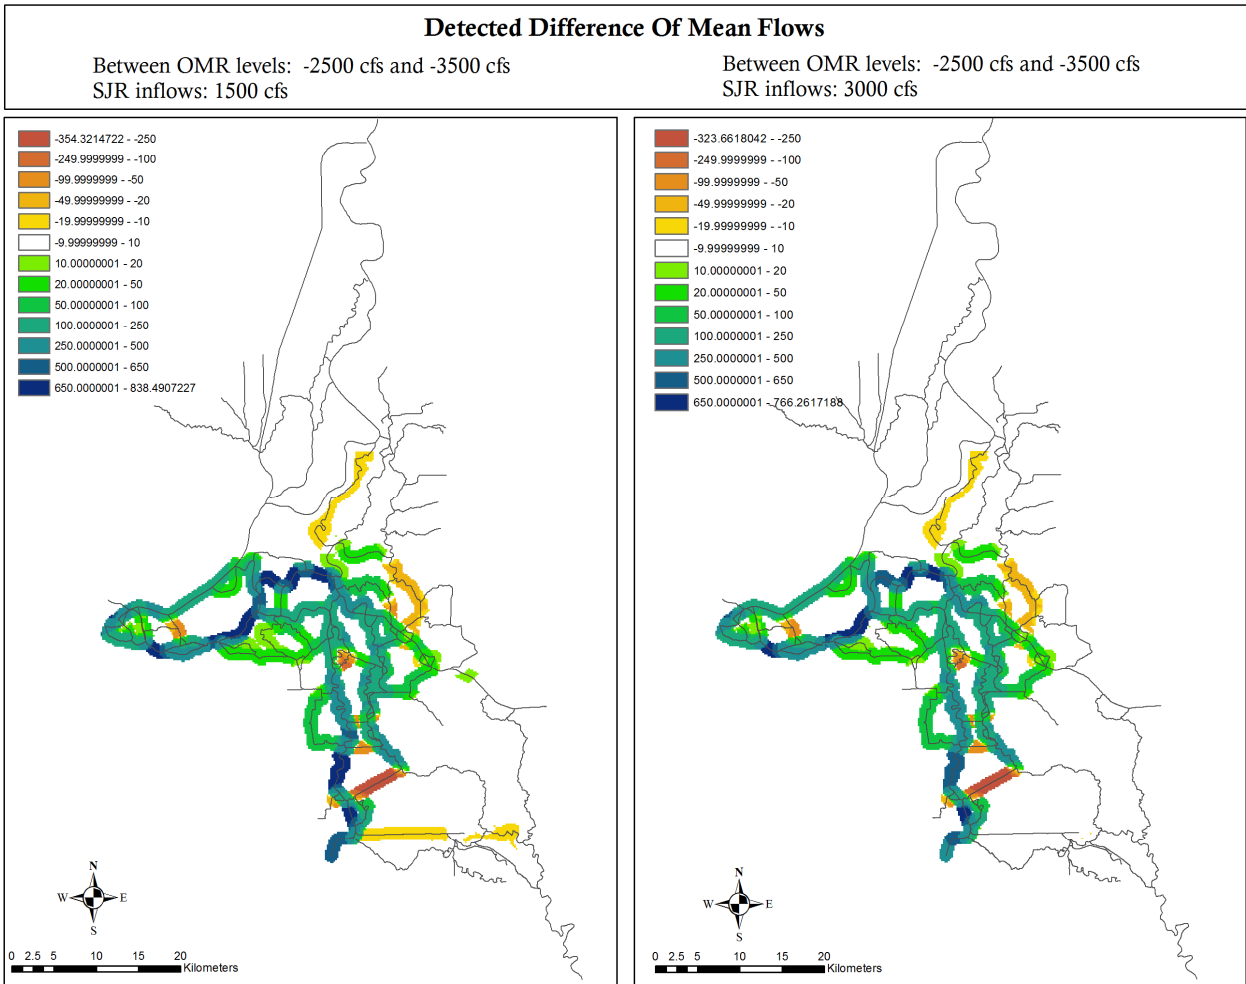 Detected Difference Of Mean Flows
Between OMR levels: -2500 cfs and -3500 cfs
SJR inflows: 1500 cfs
Between OMR levels: -2500 cfs and -3500 cfs
SJR inflows: 3000 cfs
-354.3214722 - -250
-249.9999999 - -100
-99.9999999 - -50
-49.99999999 - -20
-19.99999999 - -10
-9.99999999 - 10
10.00000001 - 20
20.00000001 - 50
50.00000001 - 100
100.0000001 - 250
250.0000001 - 500
500.0000001 - 650
650.0000001 - 838.4907227
N
W E
S
0 2.5 5 10 15 20
Kilometers
-323.6618042 - -250
-249.9999999 - -100
-99.9999999 - -50
-49.99999999 - -20
-19.99999999 - -10
-9.99999999 - 10
10.00000001 - 20
20.00000001 - 50
50.00000001 - 100
100.0000001 - 250
250.0000001 - 500
500.0000001 - 650
650.0000001 - 766.2617188
N
W E
S
0 2.5 5 10 15 20
Kilometers